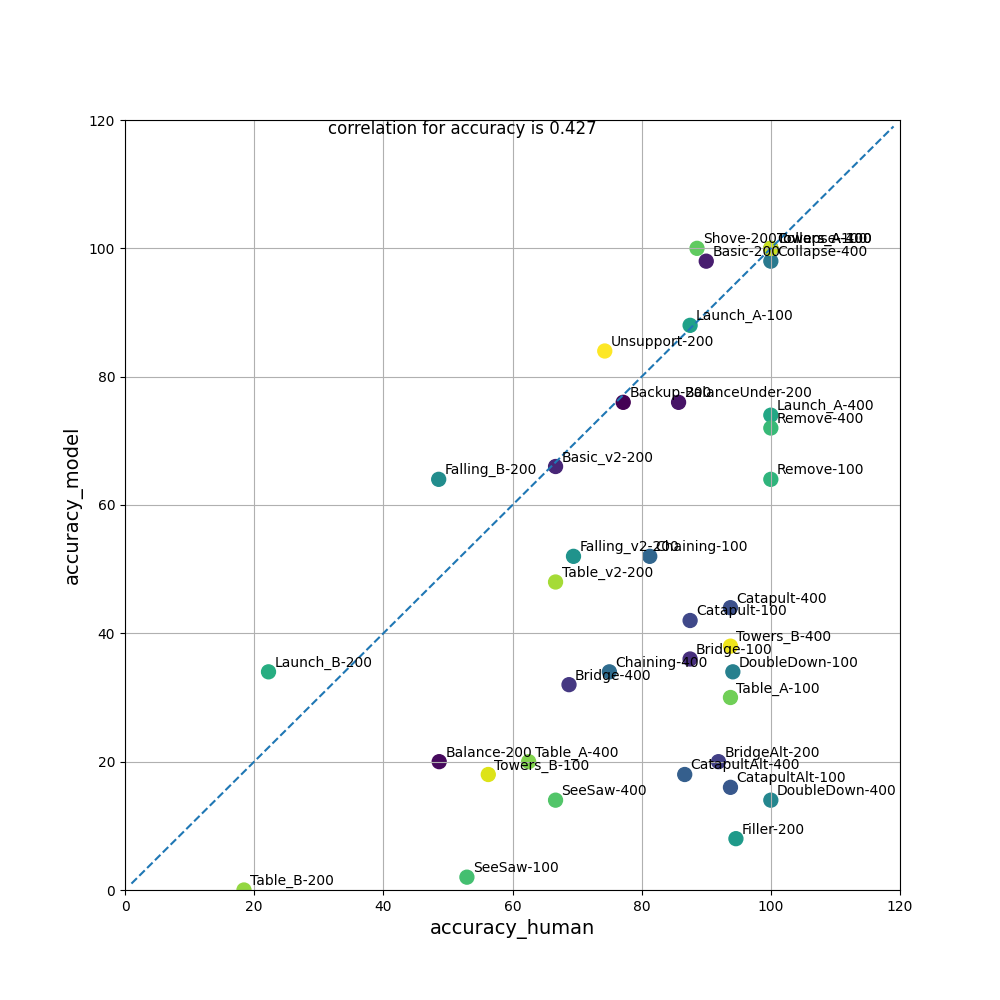 correlation for accuracy is 0.427
120
100
80
60
40
20
0
accuracy_model
Shove-200
Collapse-400
Basic-200
Launch_A-100
Unsupport-200
Backup-200
BalanceUnder-200
Launch_A-400
Remove-400
Basic_v2-200
Falling_B-200
Remove-100
Falling_v2-200
Chaining-100
Table_v2-200
Catapult-400
Catapult-100
Towers_B-400
Bridge-100
Launch_B-200
Chaining-400
DoubleDown-100
Bridge-400
Table_A-100
Balance-200
Table_A-400
BridgeAlt-200
Towers_B-100
CatapultAlt-400
CatapultAlt-100
SeeSaw-400
DoubleDown-400
Filler-200
SeeSaw-100
Table_B-200
0 20 40 60 80 100 120
accuracy_human